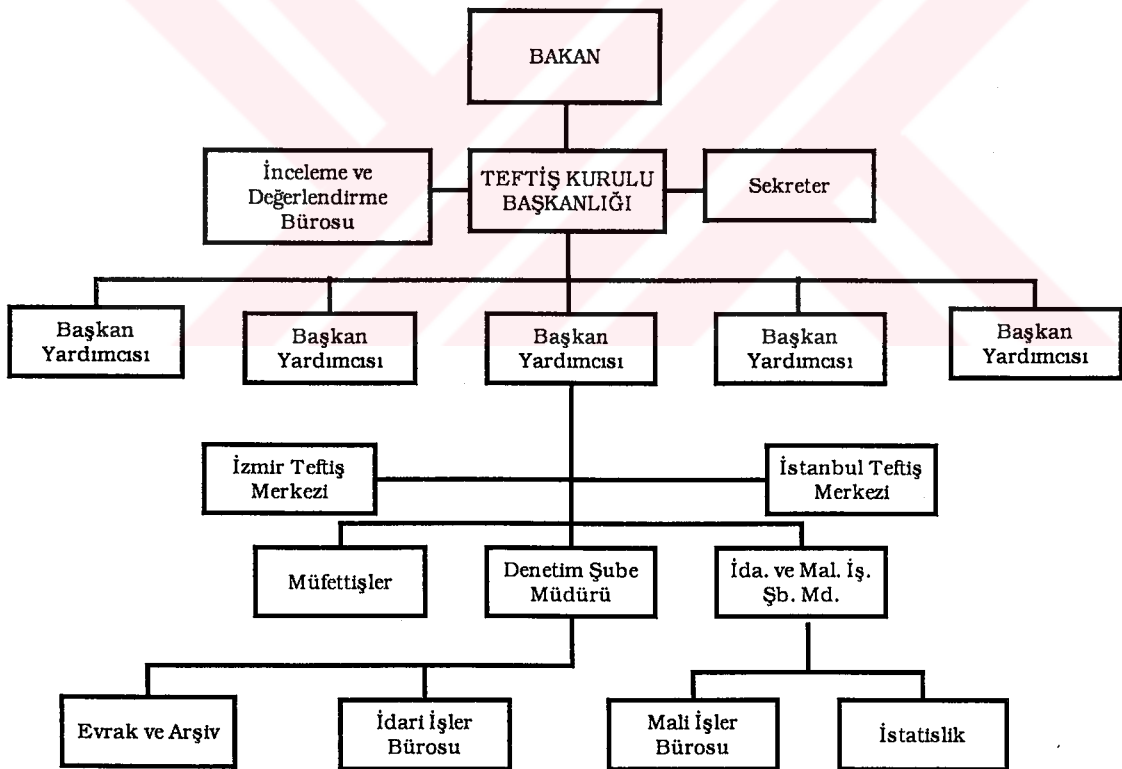 BAKAN
İnceleme ve
Değerlendirme
Bürosu
TEFTİŞ KURULU
BAŞKANLIĞI
Sekreter
Başkan
Yardımcısı
Başkan
Yardımcısı
Başkan
Yardımcısı
Başkan
Yardımcısı
Başkan
Yardımcısı
İzmir Teftiş
Merkezi
İstanbul Teftiş
Merkezi
Müfettişler
Denetim Şube
Müdürü
İda. ve Mal. İş.
Şb. Md.
Evrak ve Arşiv
İdari İşler
Bürosu
Mali İşler
Bürosu
İstatislik